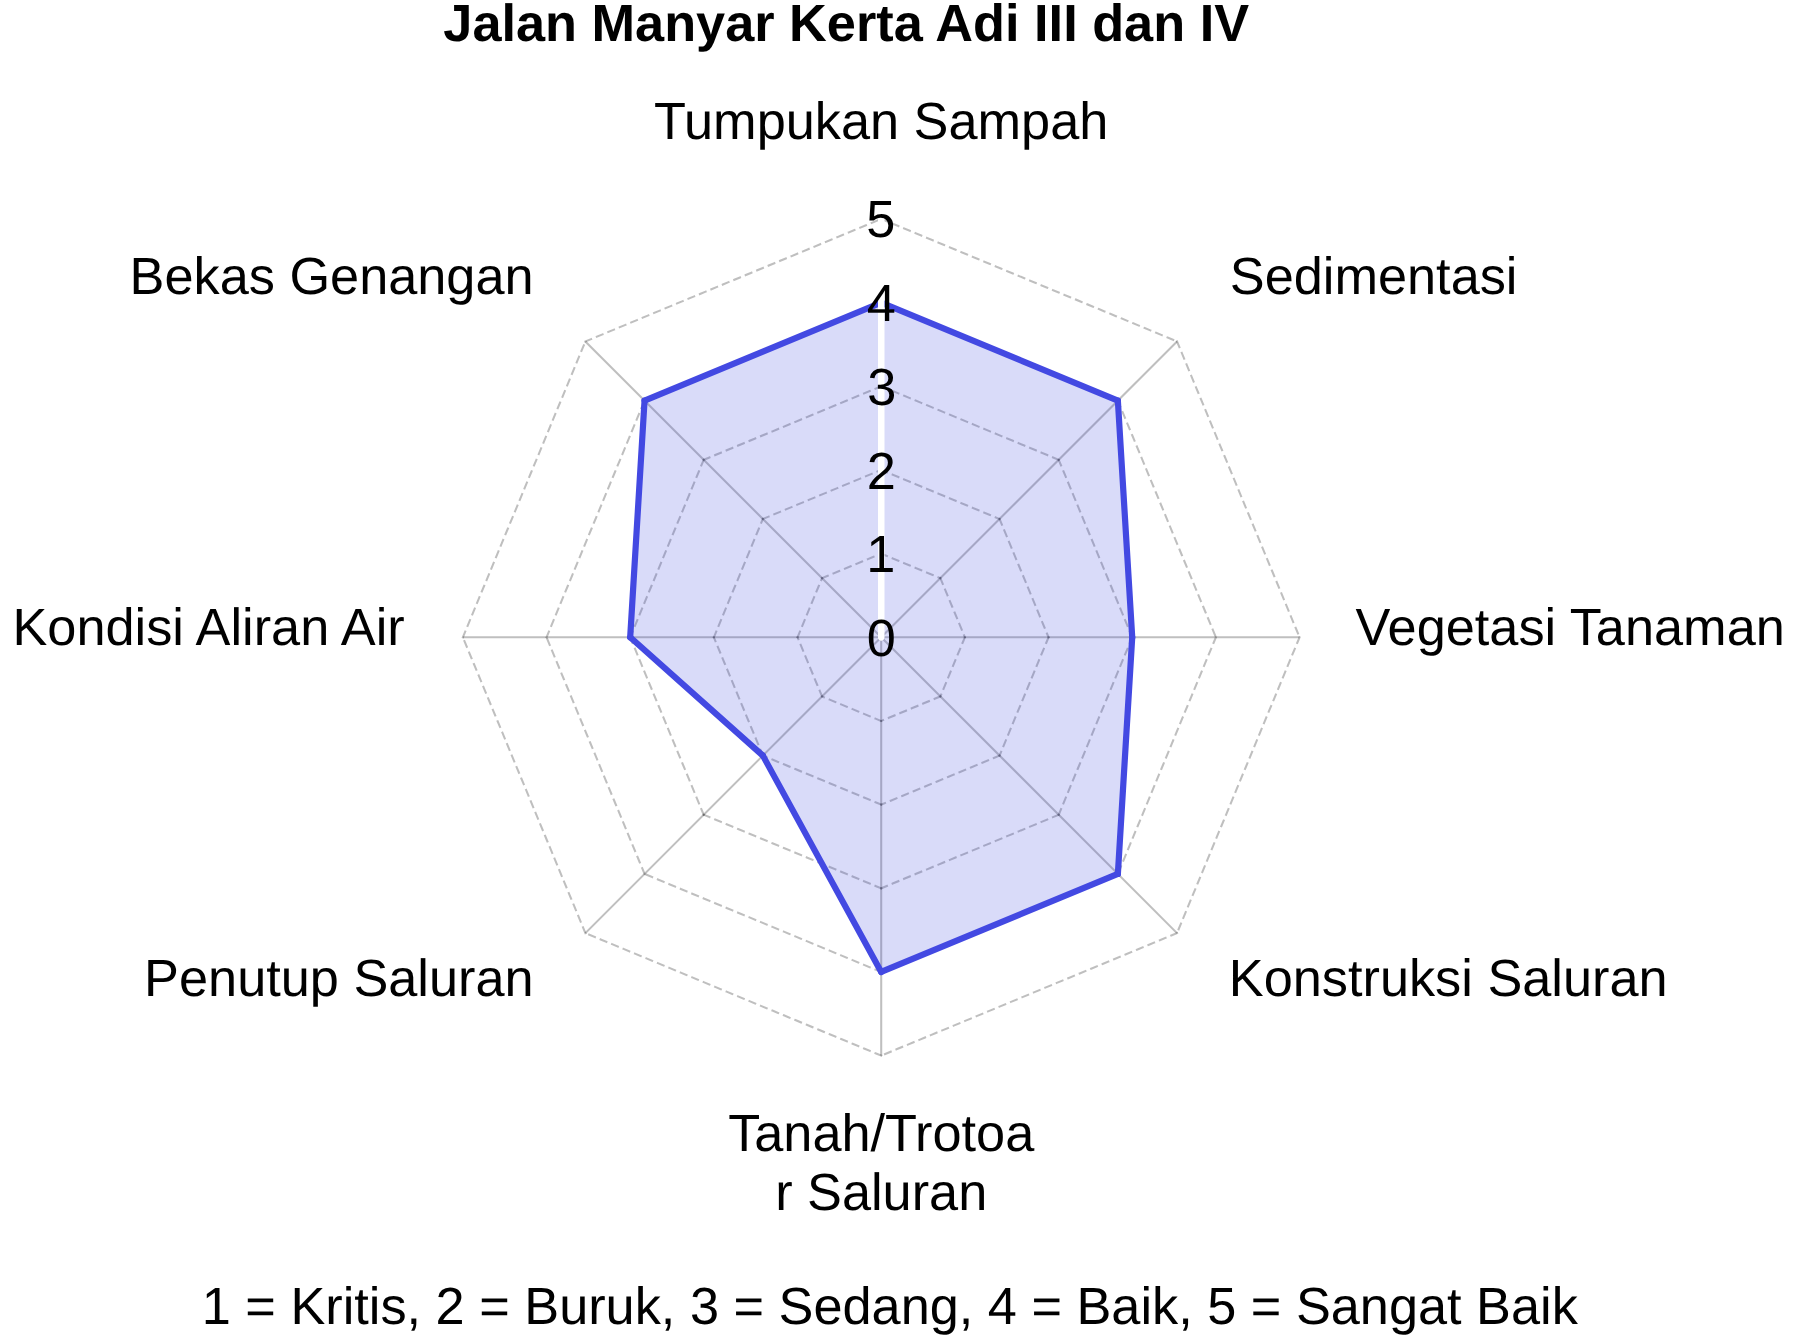 Jalan Manyar Kerta Adi III dan IV
Tumpukan Sampah
5
Bekas Genangan
Sedimentasi
4
3
2
1
Kondisi Aliran Air
0
Vegetasi Tanaman
Penutup Saluran
Konstruksi Saluran
Tanah/Trotoa
r Saluran
1 = Kritis, 2 = Buruk, 3 = Sedang, 4 = Baik, 5 = Sangat Baik